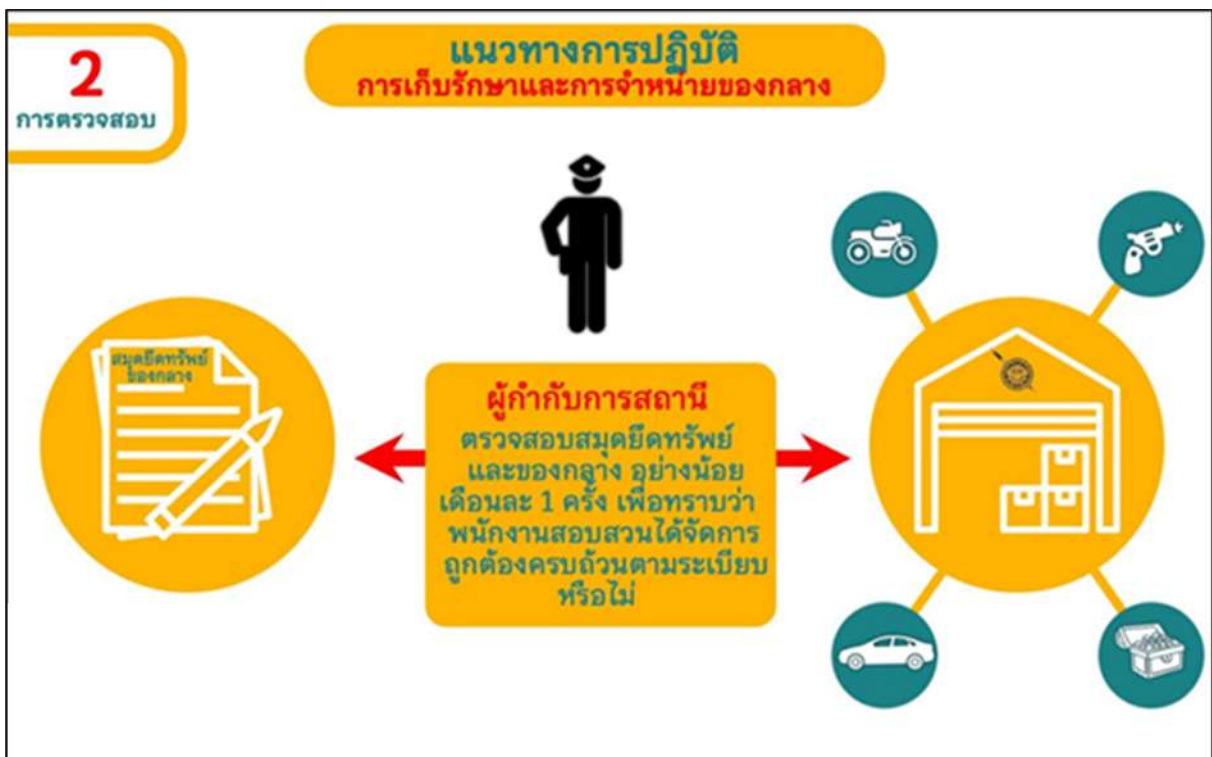 2
การตรวจสอบ
แนวทางการปฏิบัติ
การเก็บรักษาและการจำหน่ายของกลาง
สมุดยึดทรัพย์
ของกลาง
ผู้กำกับการสถานี
ตรวจสอบสมุดยึดทรัพย์
และของกลาง อย่างน้อย
เดือนละ 1 ครั้ง เพื่อทราบว่า
พนักงานสอบสวนได้จัดการ
ถูกต้องครบถ้วนตามระเบียบ
หรือไม่